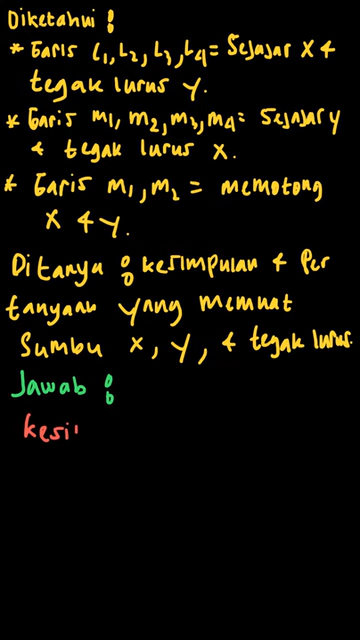 Diketahui :
* Garis L1, L2, L3, L4 = Sejajar X &
tegak lurus Y.
* Garis m1, m2, m3, m4 = Sejajar y
& tegak lurus X.
* Garis m1, m2 = memotong
X & Y.
Ditanya : kesimpulan & Per
tanyaan yang memuat
Sumbu X, Y, & tegak lurus.
Jawab :
kesi